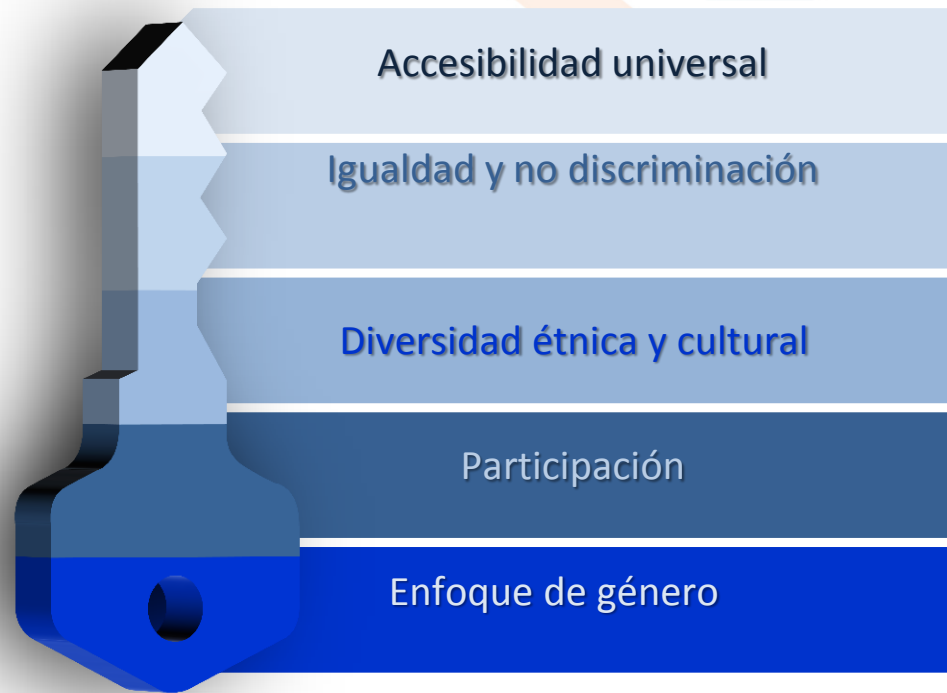 Accesibilidad universal
Igualdad y no discriminación
Diversidad étnica y cultural
Participación
Enfoque de género